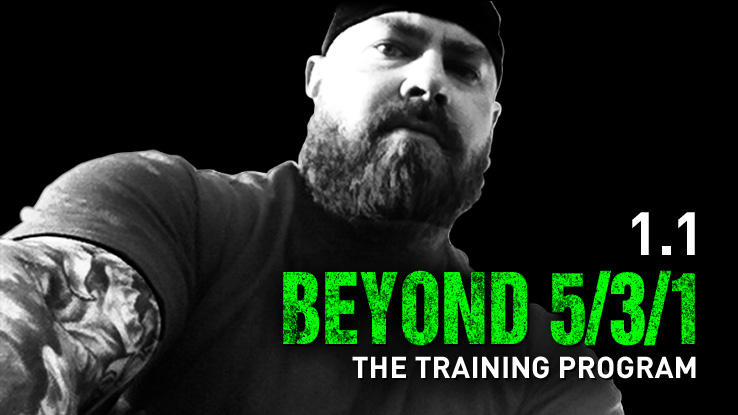 1.1
BEYOND 5/3/1
THE TRAINING PROGRAM